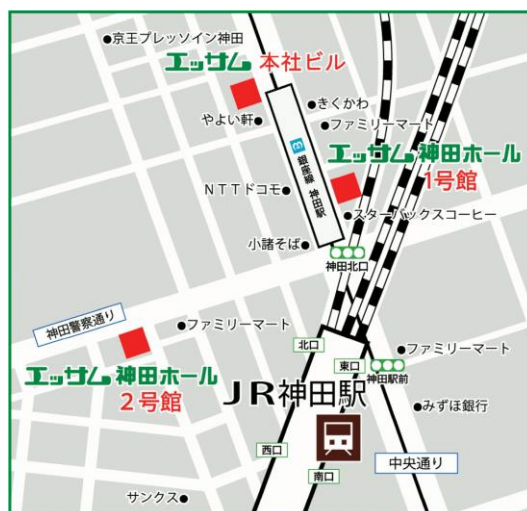 京王プレッソイン神田
エッサム 本社ビル
きくかわ
やよい軒
ファミリーマート
エッサム 神田ホール
1号館
3 銀座線 神田駅
NTTドコモ
スターバックスコーヒー
小諸そば
神田北口
神田警察通り
ファミリーマート
北口
ファミリーマート
東口
神田駅前
エッサム 神田ホール
2号館
JR神田駅
みずほ銀行
西口
中央通り
南口
サンクス